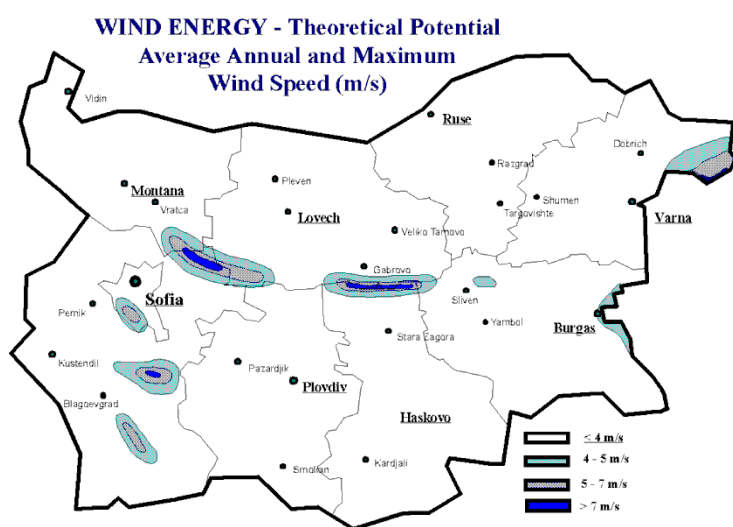 WIND ENERGY - Theoretical Potential
Average Annual and Maximum
Wind Speed (m/s)
Vidin
Ruse
Dobrich
Razgrad
Montana
Pleven
Vratca
Lovech
Targovishte
Shumen
Varna
Veliko Tarnovo
Gabrovo
Sofia
Sliven
Pernik
Yambol
Burgas
Stara Zagora
Kustendil
Pazardjik
Plovdiv
Blagoevgrad
Haskovo
Smolian
Kardjali
≤ 4 m/s
4 - 5 m/s
5 - 7 m/s
> 7 m/s